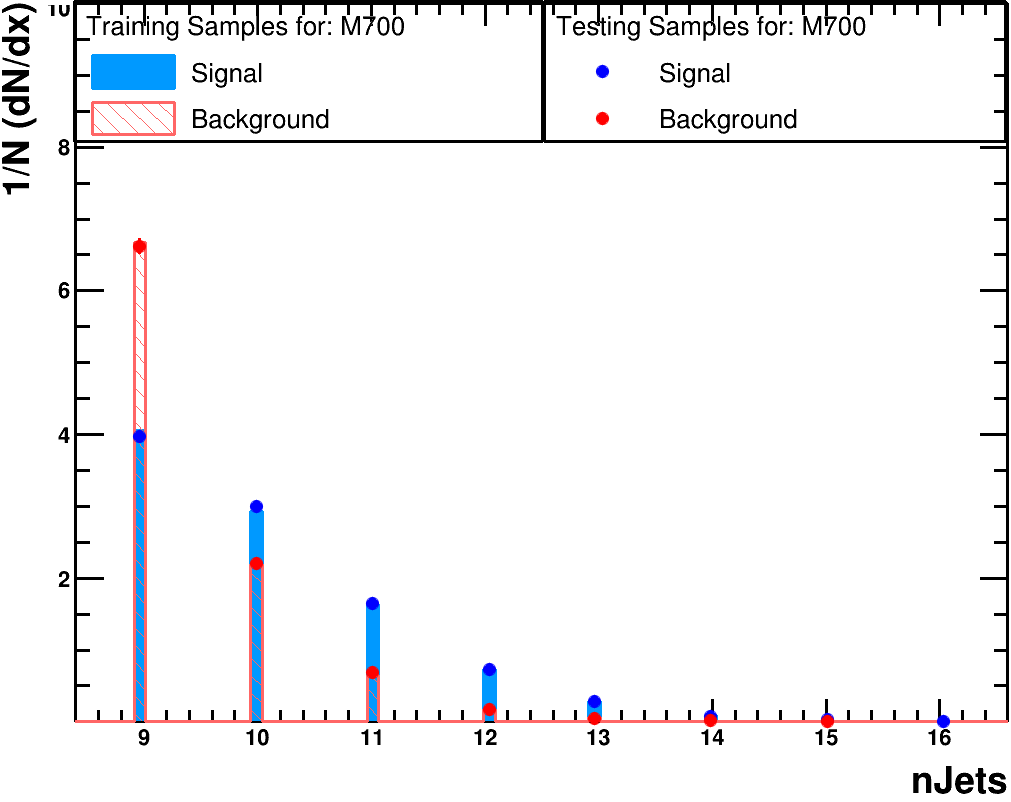 10
1/N (dN/dx)
Training Samples for: M700
Signal
Background
Testing Samples for: M700
Signal
Background
8
6
4
2
9 10 11 12 13 14 15 16
nJets